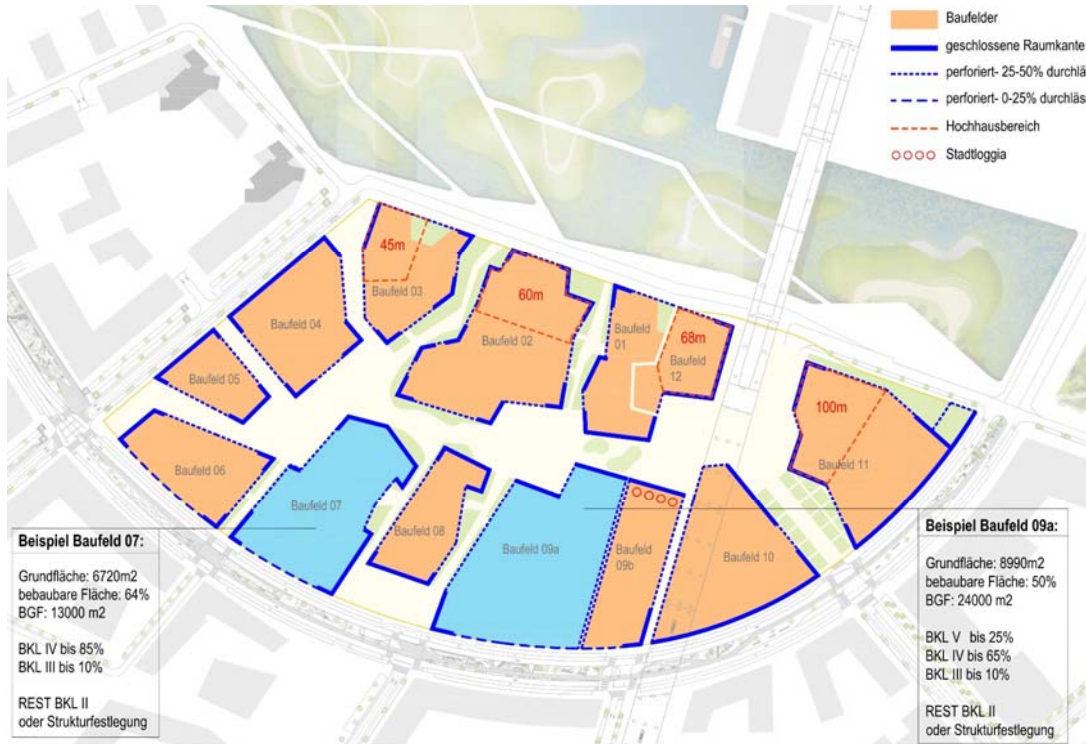 Baufelder
geschlossene Raumkante
perforiert- 25-50% durchlä
perforiert- 0-25% durchläs
Hochhausbereich
Stadtloggia
45m
Baufeld 03
Baufeld 04
60m
Baufeld 02
Baufeld
01
68m
Baufeld
12
Baufeld 05
100m
Baufeld 11
Baufeld 06
Baufeld 07
Baufeld 08
Baufeld 09a
Baufeld
09b
Baufeld 10
Beispiel Baufeld 07:
Grundfläche: 6720m2
bebaubare Fläche: 64%
BGF: 13000 m2
BKL IV bis 85%
BKL III bis 10%
REST BKL II
oder Strukturfestlegung
Beispiel Baufeld 09a:
Grundfläche: 8990m2
bebaubare Fläche: 50%
BGF: 24000 m2
BKL V bis 25%
BKL IV bis 65%
BKL III bis 10%
REST BKL II
oder Strukturfestlegung